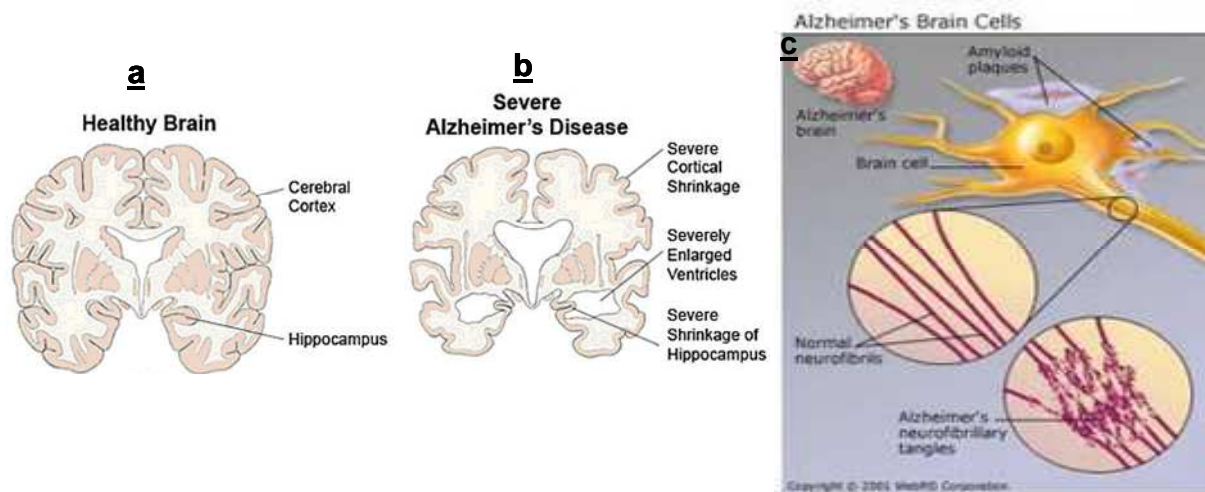 a
Healthy Brain
Cerebral
Cortex
Hippocampus
b
Severe
Alzheimer's Disease
Severe
Cortical
Shrinkage
Severely
Enlarged
Ventricles
Severe
Shrinkage of
Hippocampus
c
Alzheimer's Brain Cells
Amyloid
plaques
Alzheimer's
brain
Brain cell
Normal
neurofibrils
Alzheimer's
neurofibrillary
tangles
Copyright © 2001 WebMD Corporation.